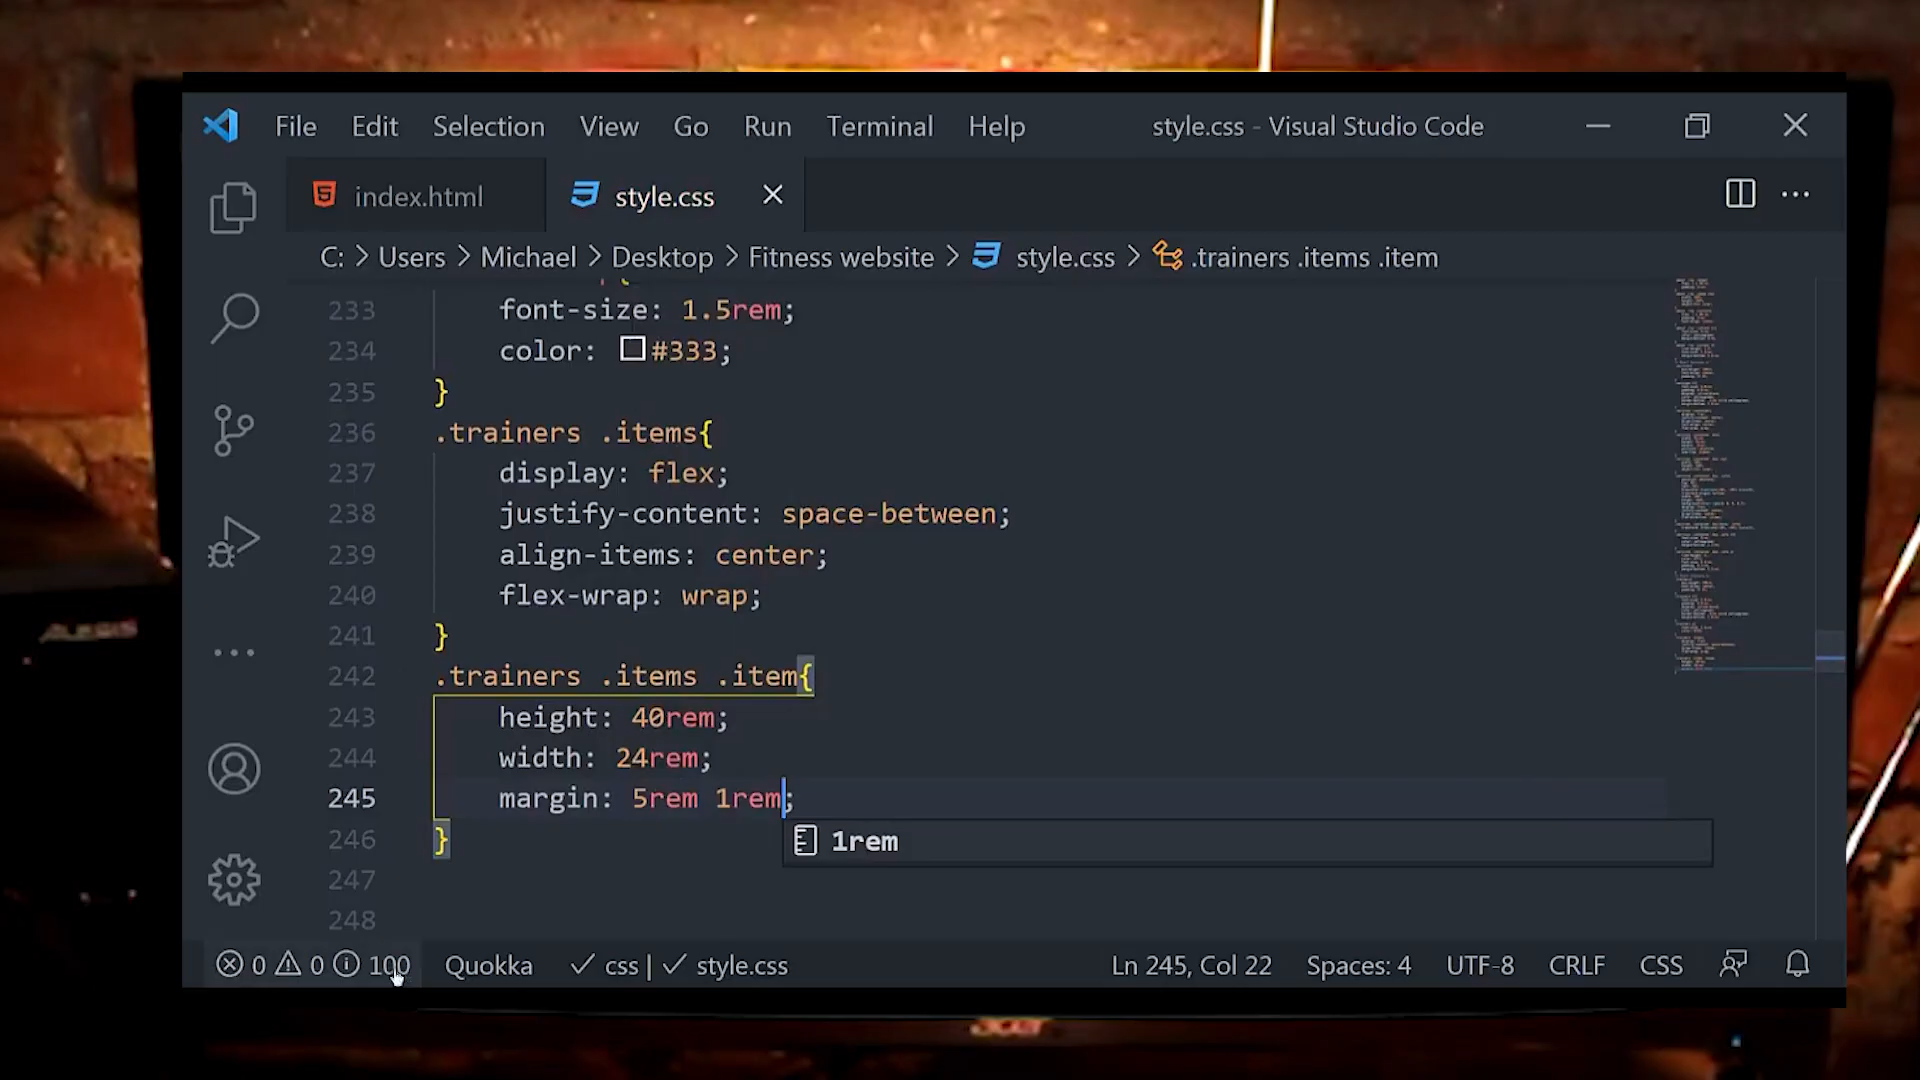 File Edit Selection View Go Run Terminal Help style.css - Visual Studio Code
index.html style.css
C: > Users > Michael > Desktop > Fitness website > style.css > .trainers .items .item
233 font-size: 1.5rem;
234 color: #333;
235 }
236 .trainers .items{
237 display: flex;
238 justify-content: space-between;
239 align-items: center;
240 flex-wrap: wrap;
241 }
242 .trainers .items .item{
243 height: 40rem;
244 width: 24rem;
245 margin: 5rem 1rem;
1rem
246 }
247
248
0 0 100 Quokka ✓ css | ✓ style.css Ln 245, Col 22 Spaces: 4 UTF-8 CRLF CSS
acer